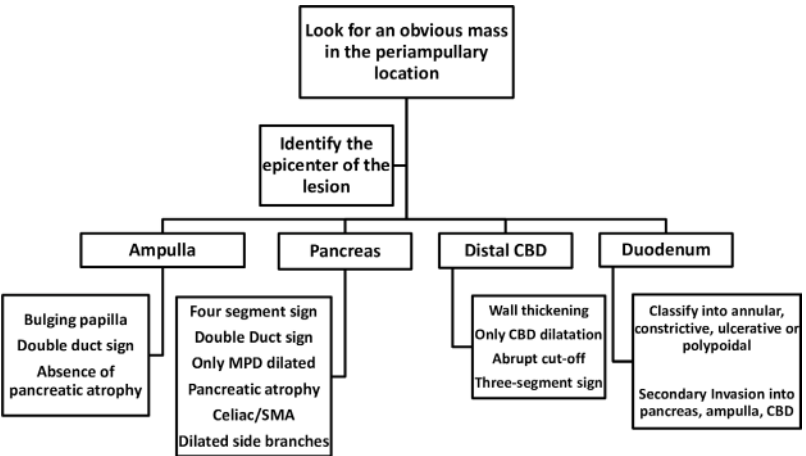 Look for an obvious mass
in the periampullary
location
Identify the
epicenter of the
lesion
Ampulla
Pancreas
Distal CBD
Duodenum
Bulging papilla
Double duct sign
Absence of
pancreatic atrophy
Four segment sign
Double Duct sign
Only MPD dilated
Pancreatic atrophy
Celiac/SMA
Dilated side branches
Wall thickening
Only CBD dilatation
Abrupt cut-off
Three-segment sign
Classify into annular,
constrictive, ulcerative or
polypoidal
Secondary Invasion into
pancreas, ampulla, CBD